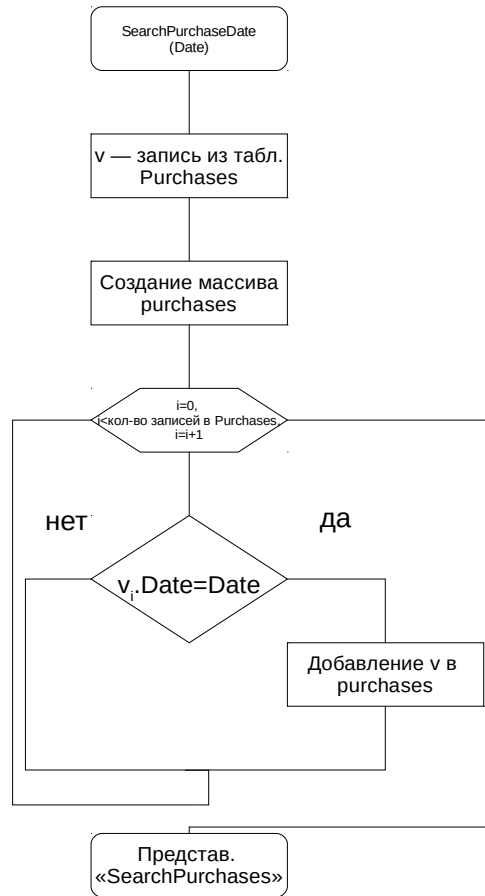 SearchPurchaseDate
(Date)
v — запись из табл.
Purchases
Создание массива
purchases
i=0,
i<кол-во записей в Purchases,
i=i+1
нет
да
vi.Date=Date
Добавление v в
purchases
Представ.
«SearchPurchases»